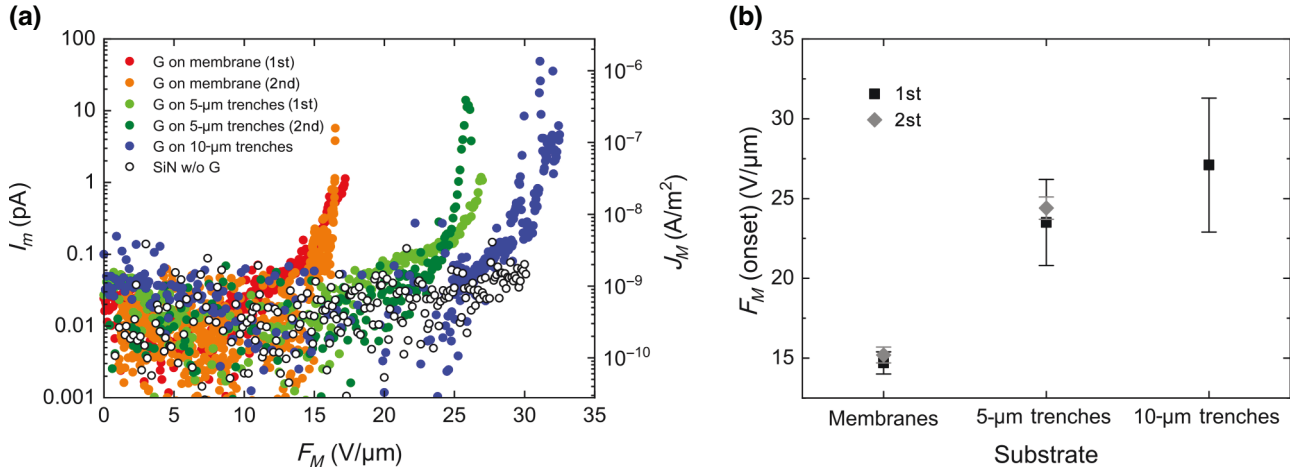 (a)
100
10
1
0.1
0.01
0.001
I_m (pA)
G on membrane (1st)
G on membrane (2nd)
G on 5-µm trenches (1st)
G on 5-µm trenches (2nd)
G on 10-µm trenches
SiN w/o G
10⁻⁶
10⁻⁷
10⁻⁸
10⁻⁹
10⁻¹⁰
J_M (A/m²)
0 5 10 15 20 25 30 35
F_M (V/µm)
(b)
35
30
25
20
15
F_M (onset) (V/µm)
1st
2st
Membranes 5-µm trenches 10-µm trenches
Substrate